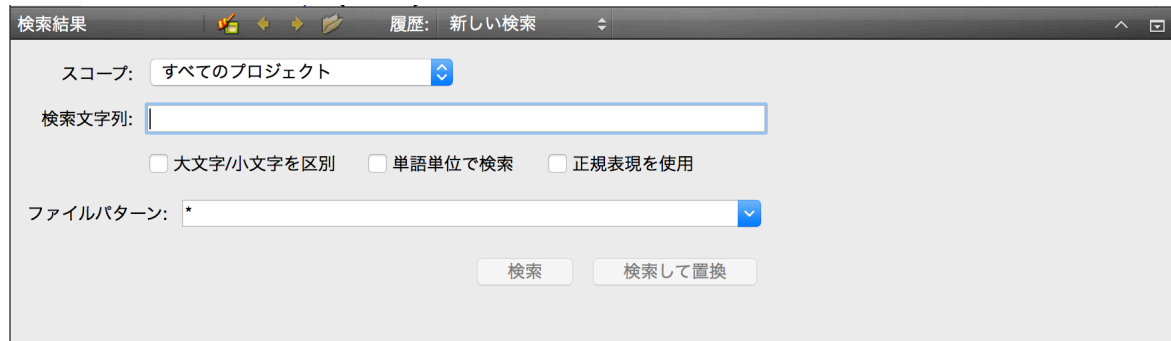 検索結果 履歴: 新しい検索
スコープ: すべてのプロジェクト
検索文字列:
大文字/小文字を区別 単語単位で検索 正規表現を使用
ファイルパターン: *
検索 検索して置換